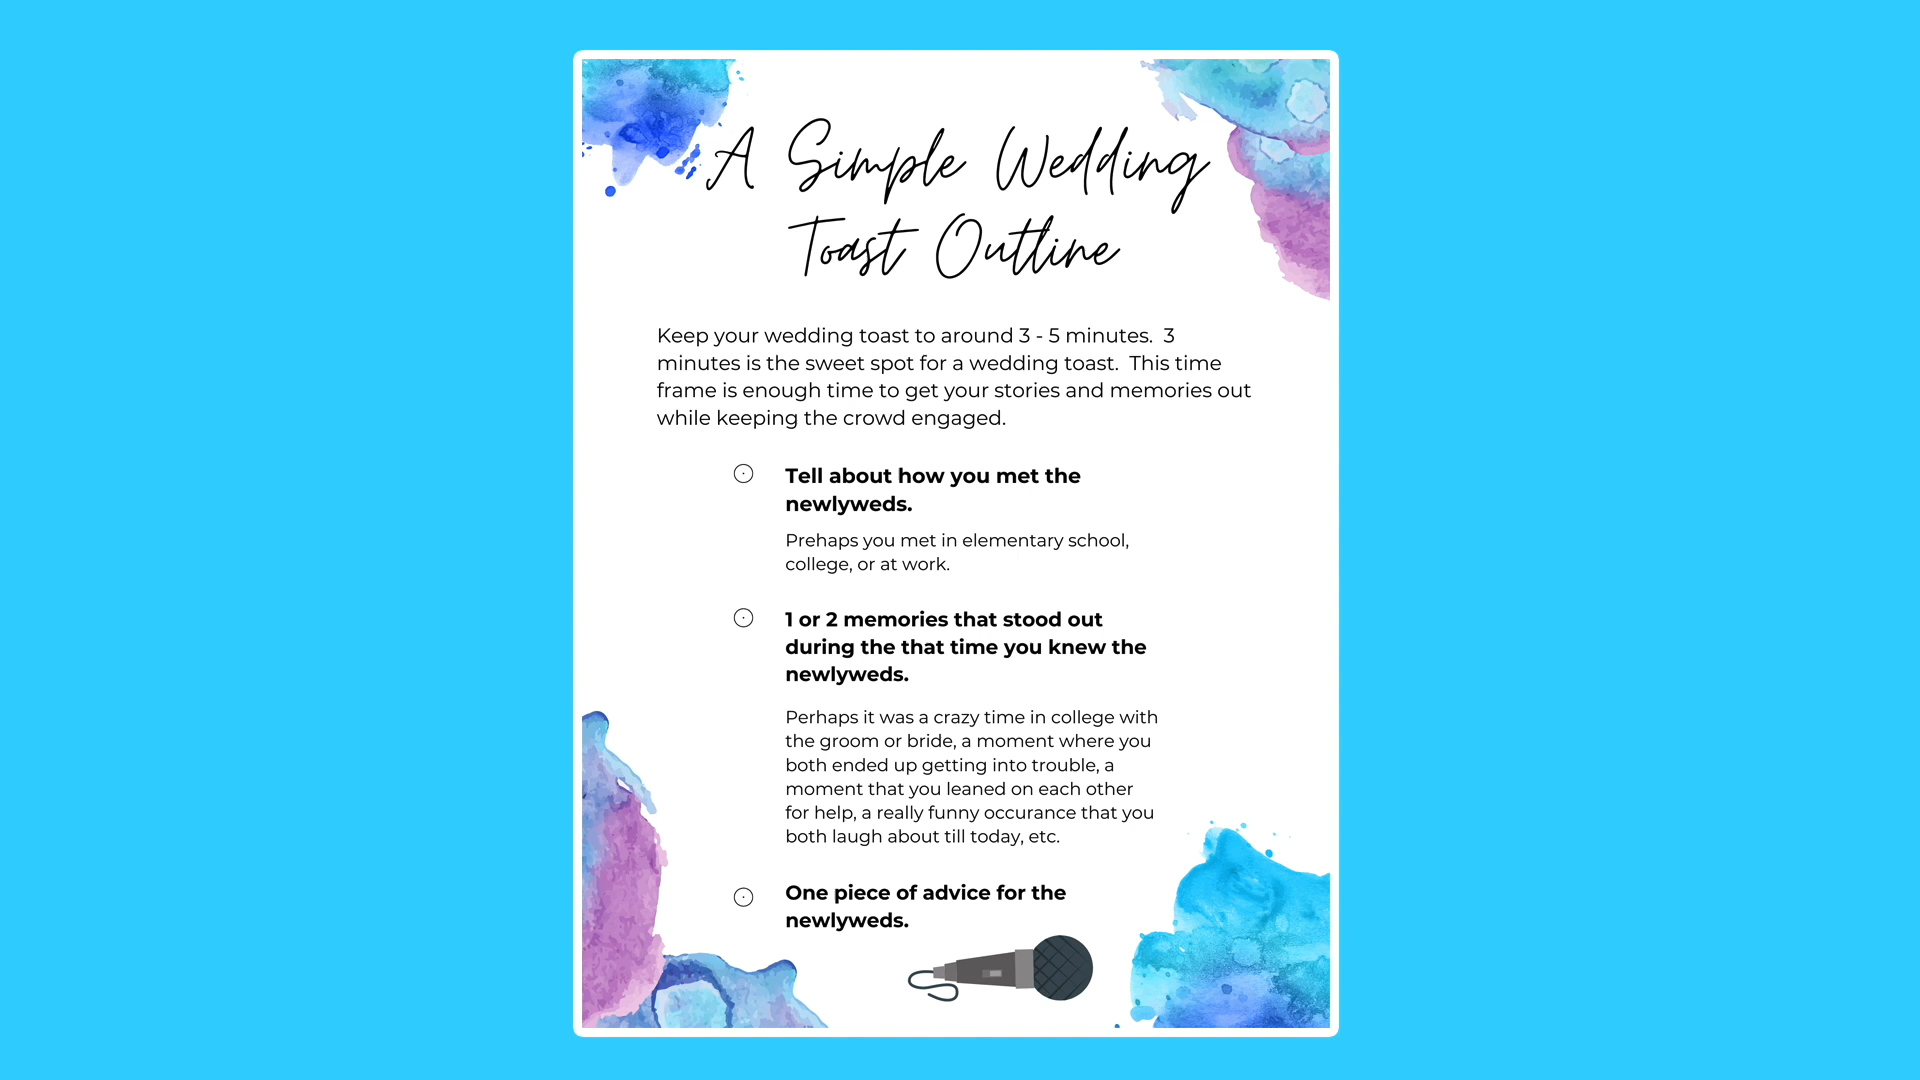 A Simple Wedding
Toast Outline
Keep your wedding toast to around 3 - 5 minutes.  3
minutes is the sweet spot for a wedding toast.  This time
frame is enough time to get your stories and memories out
while keeping the crowd engaged.
Tell about how you met the
newlyweds.
Prehaps you met in elementary school,
college, or at work.
1 or 2 memories that stood out
during the that time you knew the
newlyweds.
Perhaps it was a crazy time in college with
the groom or bride, a moment where you
both ended up getting into trouble, a
moment that you leaned on each other
for help, a really funny occurance that you
both laugh about till today, etc.
One piece of advice for the
newlyweds.